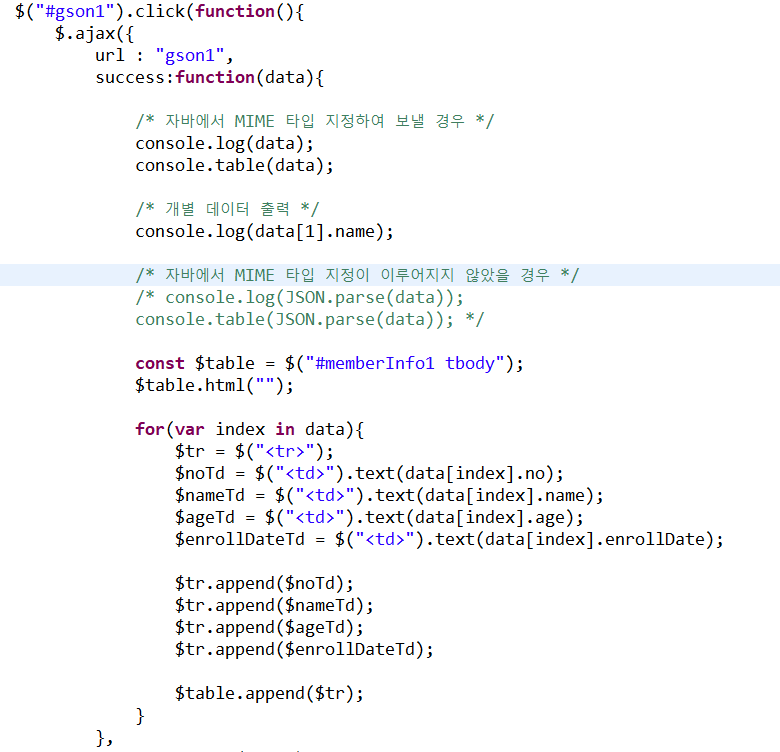 $("#gson1").click(function(){
$.ajax({
url : "gson1",
success:function(data){
/* 자바에서 MIME 타입 지정하여 보낼 경우 */
console.log(data);
console.table(data);
/* 개별 데이터 출력 */
console.log(data[1].name);
/* 자바에서 MIME 타입 지정이 이루어지지 않았을 경우 */
/* console.log(JSON.parse(data));
console.table(JSON.parse(data)); */
const $table = $("#memberInfo1 tbody");
$table.html("");
for(var index in data){
$tr = $("<tr>");
$noTd = $("<td>").text(data[index].no);
$nameTd = $("<td>").text(data[index].name);
$ageTd = $("<td>").text(data[index].age);
$enrollDateTd = $("<td>").text(data[index].enrollDate);
$tr.append($noTd);
$tr.append($nameTd);
$tr.append($ageTd);
$tr.append($enrollDateTd);
$table.append($tr);
}
},